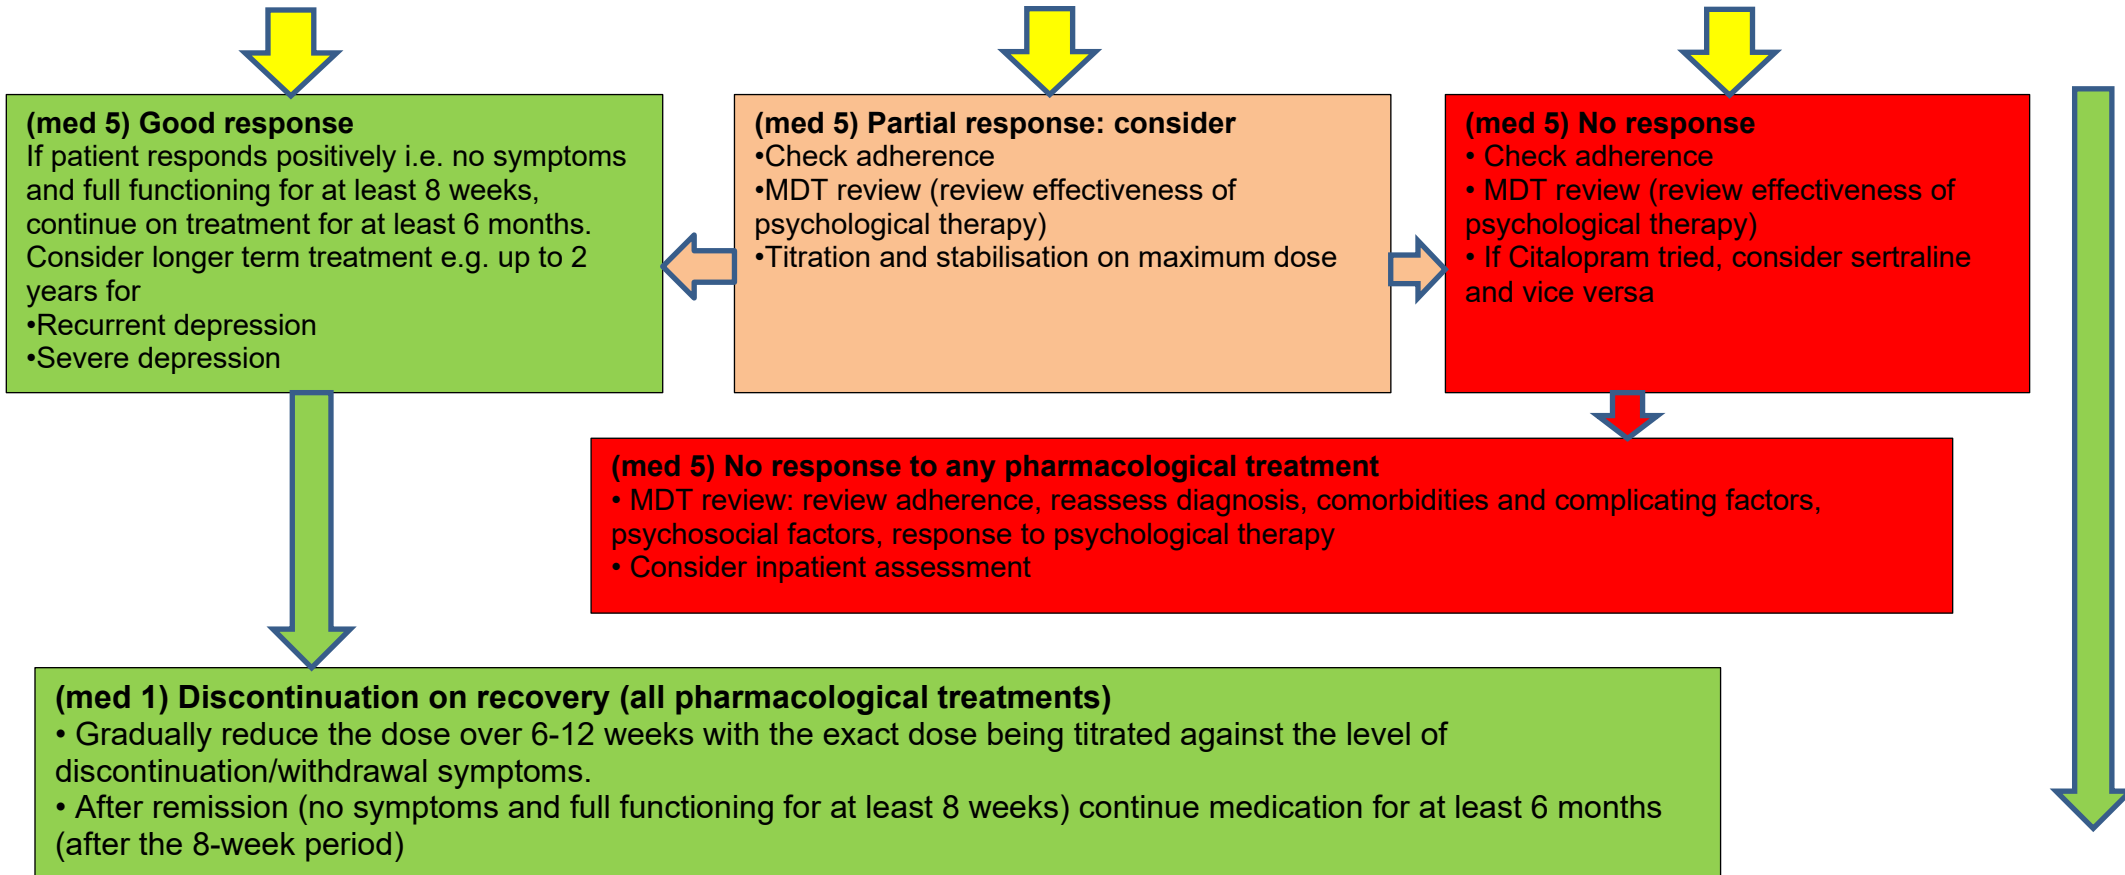 (med 5) Good response
If patient responds positively i.e. no symptoms
and full functioning for at least 8 weeks,
continue on treatment for at least 6 months.
Consider longer term treatment e.g. up to 2
years for
•Recurrent depression
•Severe depression
(med 5) Partial response: consider
•Check adherence
•MDT review (review effectiveness of
psychological therapy)
•Titration and stabilisation on maximum dose
(med 5) No response
• Check adherence
• MDT review (review effectiveness of
psychological therapy)
• If Citalopram tried, consider sertraline
and vice versa
(med 5) No response to any pharmacological treatment
• MDT review: review adherence, reassess diagnosis, comorbidities and complicating factors,
psychosocial factors, response to psychological therapy
• Consider inpatient assessment
(med 1) Discontinuation on recovery (all pharmacological treatments)
• Gradually reduce the dose over 6-12 weeks with the exact dose being titrated against the level of
discontinuation/withdrawal symptoms.
• After remission (no symptoms and full functioning for at least 8 weeks) continue medication for at least 6 months
(after the 8-week period)